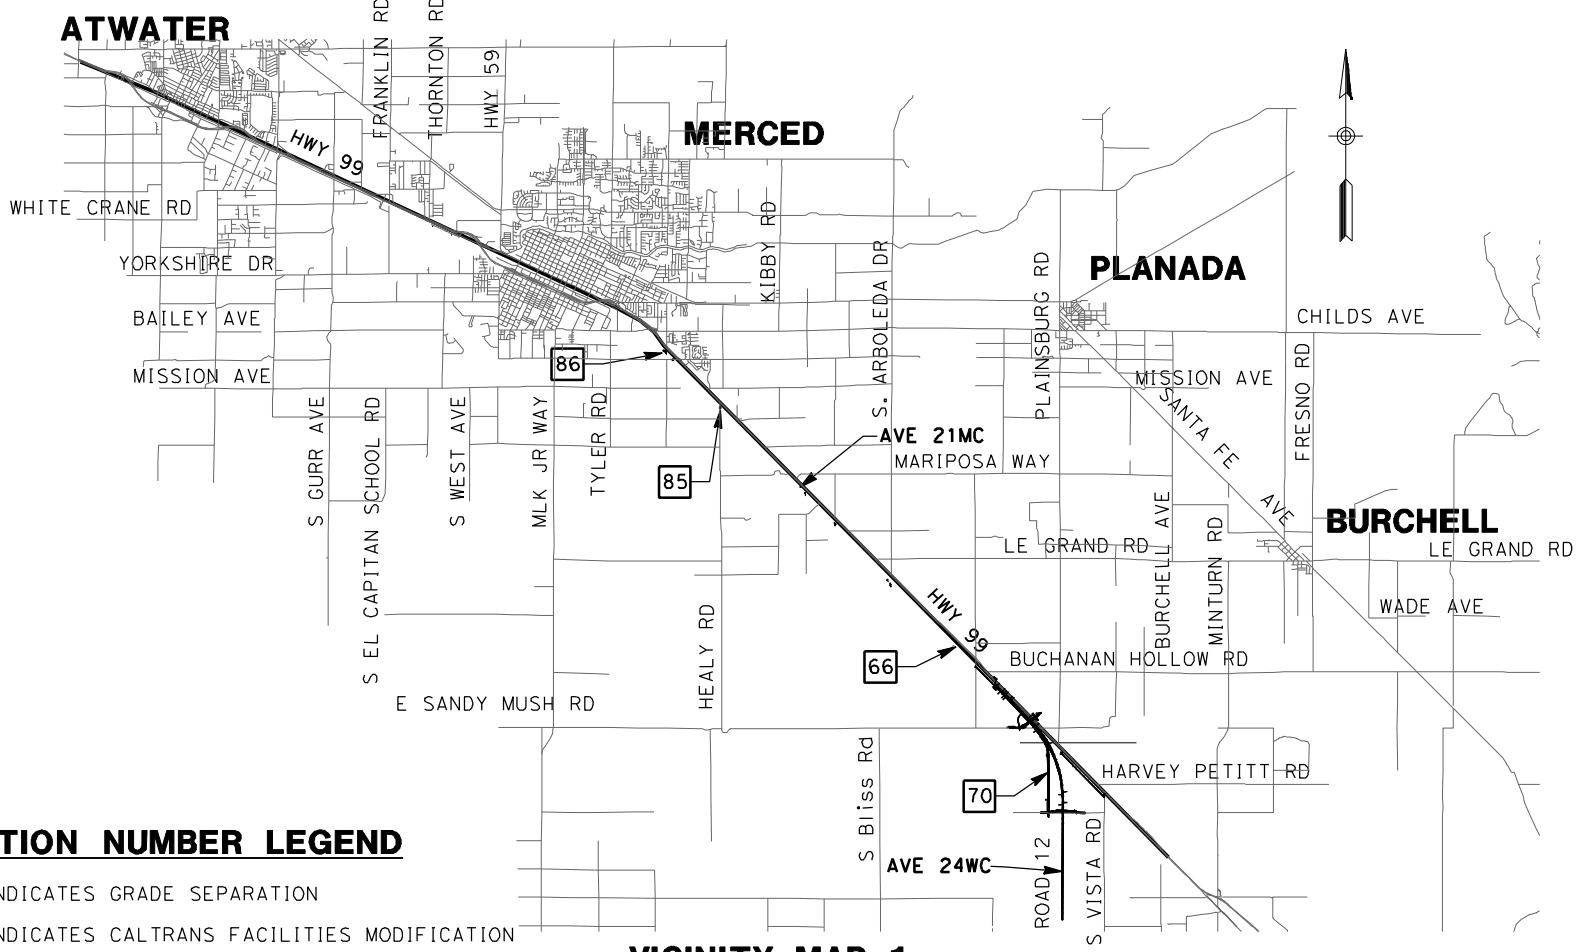 ATWATER
FRANKLIN RD
THORNTON RD
HWY 59
MERCED
HWY 99
WHITE CRANE RD
KIBBY RD
YORKSHIRE DR
S. ARBOLEDA DR
PLAINSBURG RD
PLANADA
BAILEY AVE
CHILDS AVE
86
MISSION AVE
MISSION AVE
FRESNO RD
SANTA FE AVE
S GURR AVE
S EL CAPITAN SCHOOL RD
S WEST AVE
MLK JR WAY
TYLER RD
AVE 21MC
MARIPOSA WAY
85
BURCHELL AVE
MINTURN RD
BURCHELL
LE GRAND RD
LE GRAND RD
HWY 99
WADE AVE
HEALY RD
66
BUCHANAN HOLLOW RD
E SANDY MUSH RD
S Bliss Rd
HARVEY PETITT RD
70
TION NUMBER LEGEND
AVE 24WC
ROAD 12
S VISTA RD
NDICATES GRADE SEPARATION
NDICATES CALTRANS FACILITIES MODIFICATION
VICINITY MAP 1